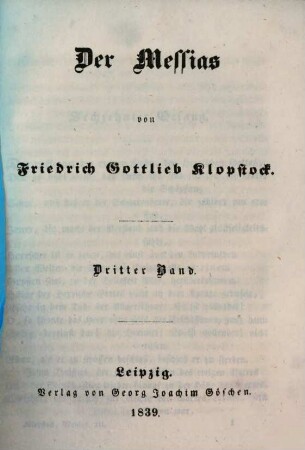 Der Messias
von
Friedrich Gottlieb Klopstock.
Dritter Band.
Leipzig.
Verlag von Georg Joachim Göschen.
1839.